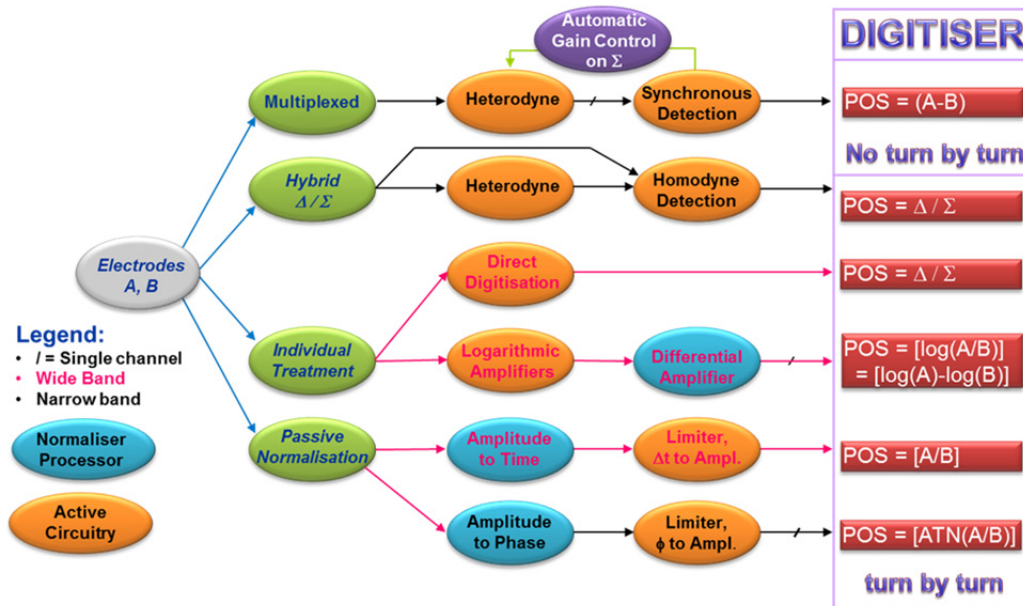 Automatic
Gain Control
on Σ
DIGITISER
Multiplexed
Heterodyne
Synchronous
Detection
POS = (A-B)
No turn by turn
Hybrid
Δ / Σ
Heterodyne
Homodyne
Detection
POS = Δ / Σ
Electrodes
A, B
Direct
Digitisation
POS = Δ / Σ
Legend:
• / = Single channel
• Wide Band
• Narrow band
Individual
Treatment
Logarithmic
Amplifiers
Differential
Amplifier
POS = [log(A/B)]
= [log(A)-log(B)]
Normaliser
Processor
Passive
Normalisation
Amplitude
to Time
Limiter,
Δt to Ampl.
POS = [A/B]
Active
Circuitry
Amplitude
to Phase
Limiter,
ϕ to Ampl.
POS = [ATN(A/B)]
turn by turn